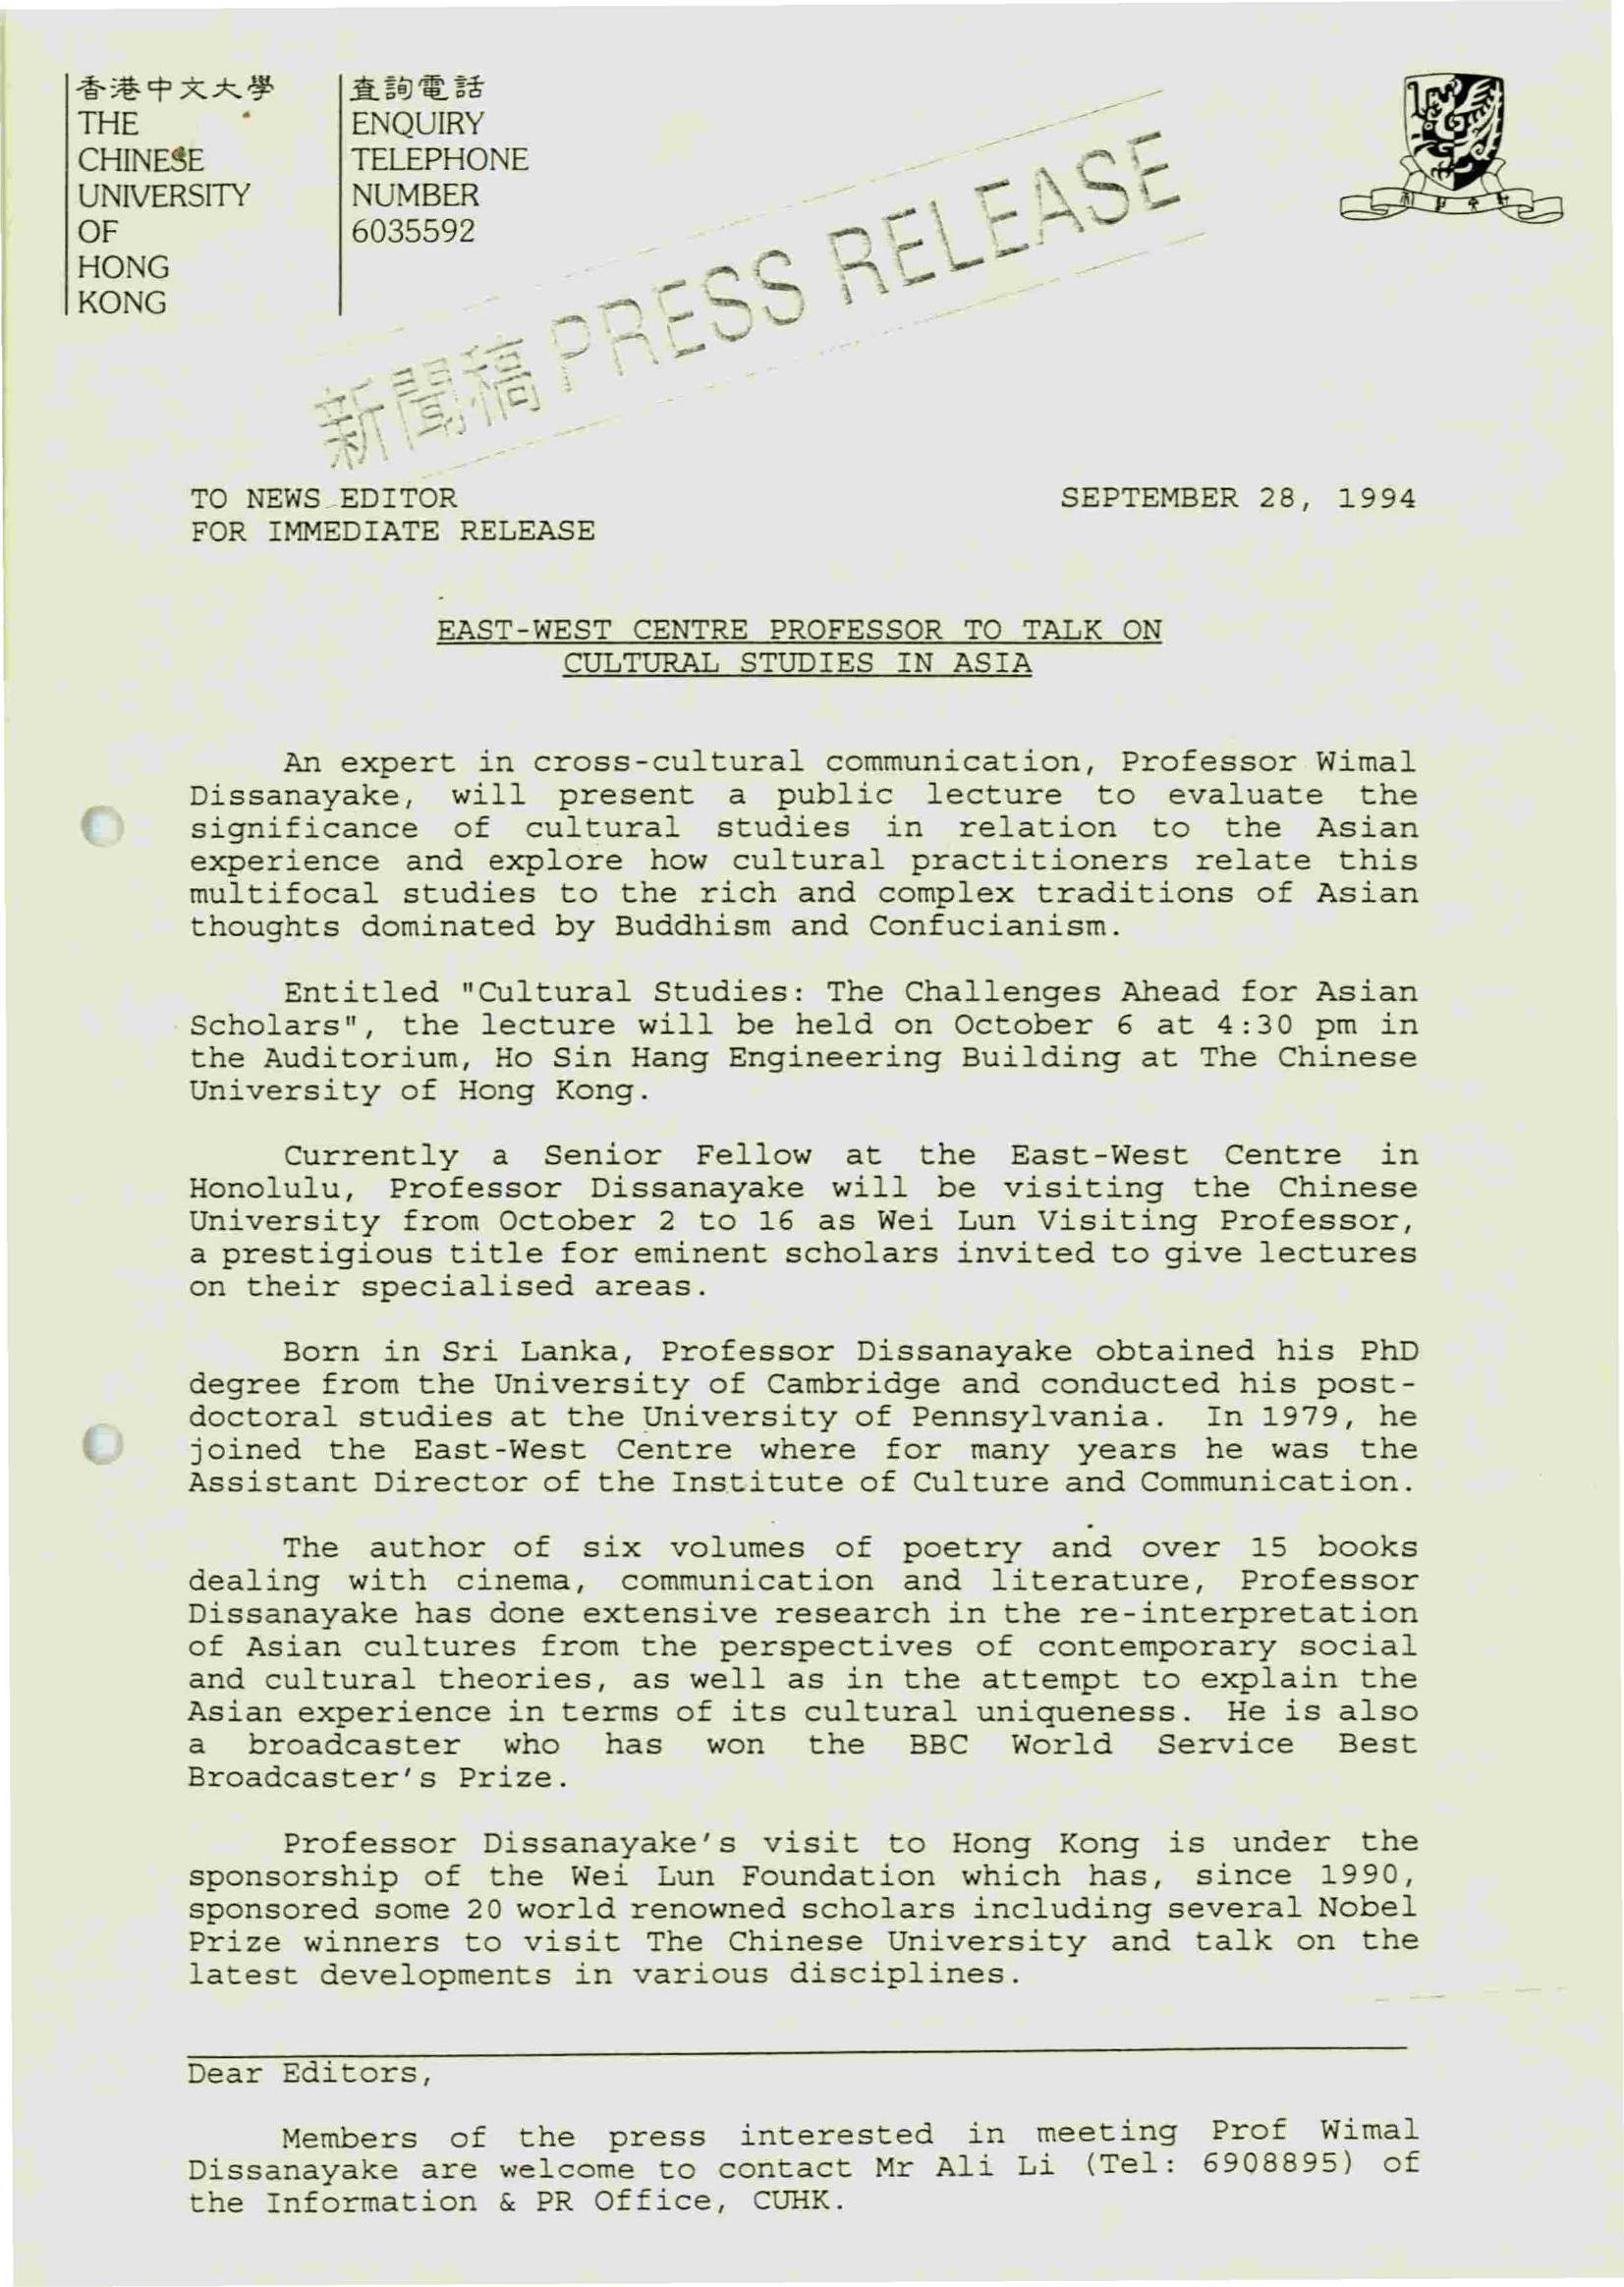 香港中文大學
THE
CHINESE
UNIVERSITY
OF
HONG
KONG
查詢電話
ENQUIRY
TELEPHONE
NUMBER
6035592
新聞稿 PRESS RELEASE
TO NEWS EDITOR SEPTEMBER 28, 1994
FOR IMMEDIATE RELEASE
EAST-WEST CENTRE PROFESSOR TO TALK ON
CULTURAL STUDIES IN ASIA
An expert in cross-cultural communication, Professor Wimal
Dissanayake, will present a public lecture to evaluate the
significance of cultural studies in relation to the Asian
experience and explore how cultural practitioners relate this
multifocal studies to the rich and complex traditions of Asian
thoughts dominated by Buddhism and Confucianism.
Entitled "Cultural Studies: The Challenges Ahead for Asian
Scholars", the lecture will be held on October 6 at 4:30 pm in
the Auditorium, Ho Sin Hang Engineering Building at The Chinese
University of Hong Kong.
Currently a Senior Fellow at the East-West Centre in
Honolulu, Professor Dissanayake will be visiting the Chinese
University from October 2 to 16 as Wei Lun Visiting Professor,
a prestigious title for eminent scholars invited to give lectures
on their specialised areas.
Born in Sri Lanka, Professor Dissanayake obtained his PhD
degree from the University of Cambridge and conducted his post-
doctoral studies at the University of Pennsylvania. In 1979, he
joined the East-West Centre where for many years he was the
Assistant Director of the Institute of Culture and Communication.
The author of six volumes of poetry and over 15 books
dealing with cinema, communication and literature, Professor
Dissanayake has done extensive research in the re-interpretation
of Asian cultures from the perspectives of contemporary social
and cultural theories, as well as in the attempt to explain the
Asian experience in terms of its cultural uniqueness. He is also
a broadcaster who has won the BBC World Service Best
Broadcaster's Prize.
Professor Dissanayake's visit to Hong Kong is under the
sponsorship of the Wei Lun Foundation which has, since 1990,
sponsored some 20 world renowned scholars including several Nobel
Prize winners to visit The Chinese University and talk on the
latest developments in various disciplines.
Dear Editors,
Members of the press interested in meeting Prof Wimal
Dissanayake are welcome to contact Mr Ali Li (Tel: 6908895) of
the Information & PR Office, CUHK.